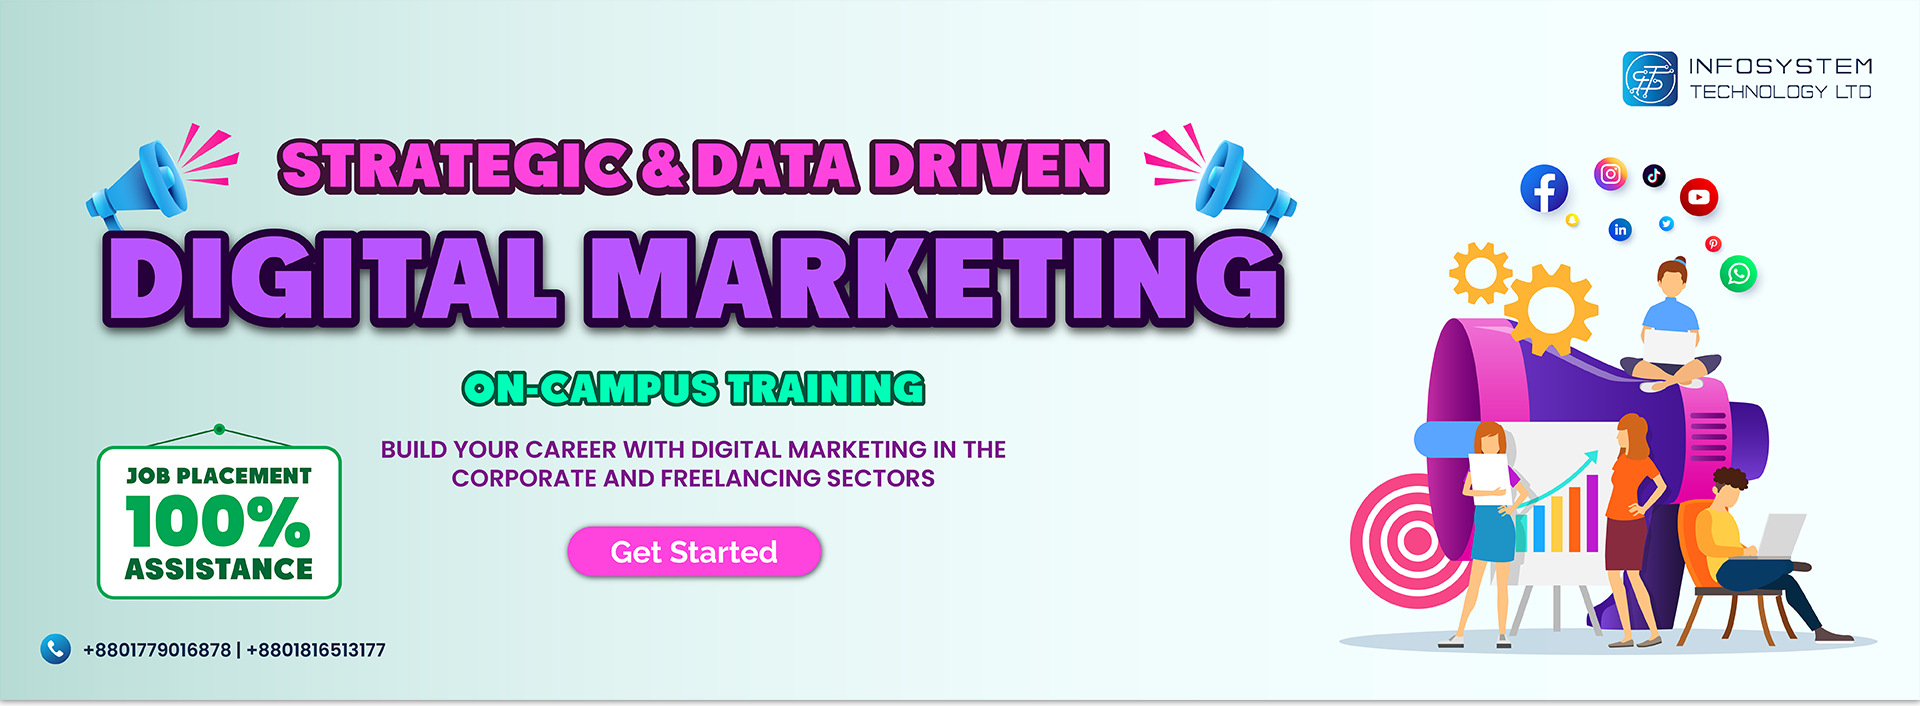 INFOSYSTEM
TECHNOLOGY LTD
STRATEGIC & DATA DRIVEN
DIGITAL MARKETING
ON-CAMPUS TRAINING
BUILD YOUR CAREER WITH DIGITAL MARKETING IN THE
CORPORATE AND FREELANCING SECTORS
JOB PLACEMENT
100%
ASSISTANCE
Get Started
+8801779016878 | +8801816513177